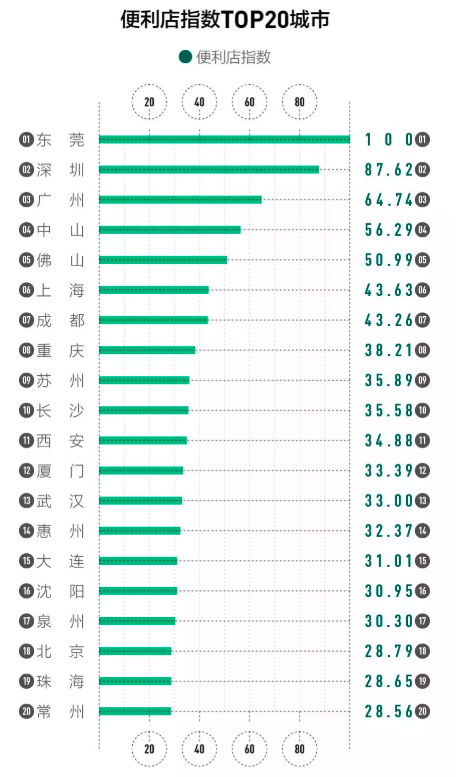 便利店指数TOP20城市
便利店指数
20 40 60 80
01 东莞 100 01
02 深圳 87.62 02
03 广州 64.74 03
04 中山 56.29 04
05 佛山 50.99 05
06 上海 43.63 06
07 成都 43.26 07
08 重庆 38.21 08
09 苏州 35.89 09
10 长沙 35.58 10
11 西安 34.88 11
12 厦门 33.39 12
13 武汉 33.00 13
14 惠州 32.37 14
15 大连 31.01 15
16 沈阳 30.95 16
17 泉州 30.30 17
18 北京 28.79 18
19 珠海 28.65 19
20 常州 28.56 20
20 40 60 80